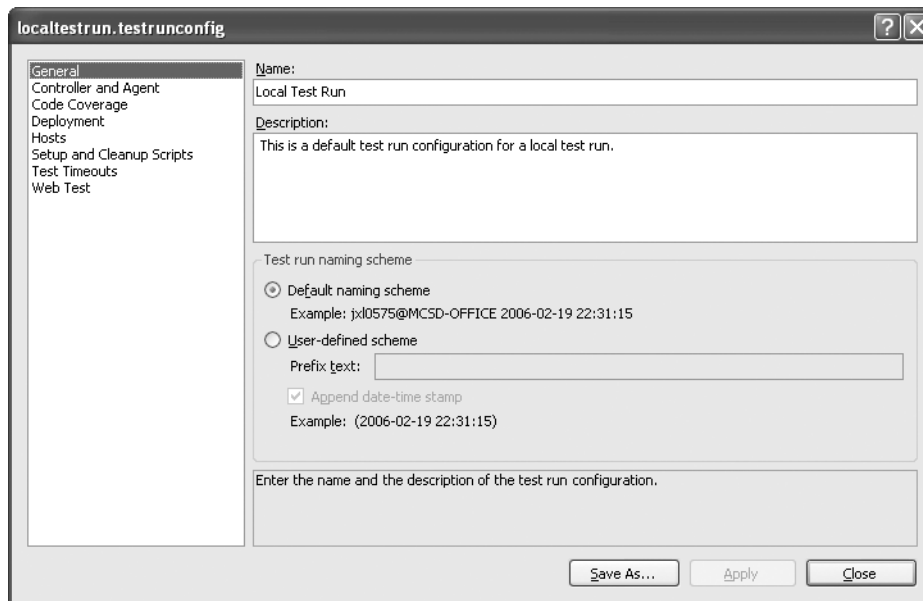 localtestrun.testrunconfig
General
Controller and Agent
Code Coverage
Deployment
Hosts
Setup and Cleanup Scripts
Test Timeouts
Web Test
Name:
Local Test Run
Description:
This is a default test run configuration for a local test run.
Test run naming scheme
Default naming scheme
Example: jxl0575@MCSD-OFFICE 2006-02-19 22:31:15
User-defined scheme
Prefix text:
Append date-time stamp
Example: (2006-02-19 22:31:15)
Enter the name and the description of the test run configuration.
Save As...
Apply
Close